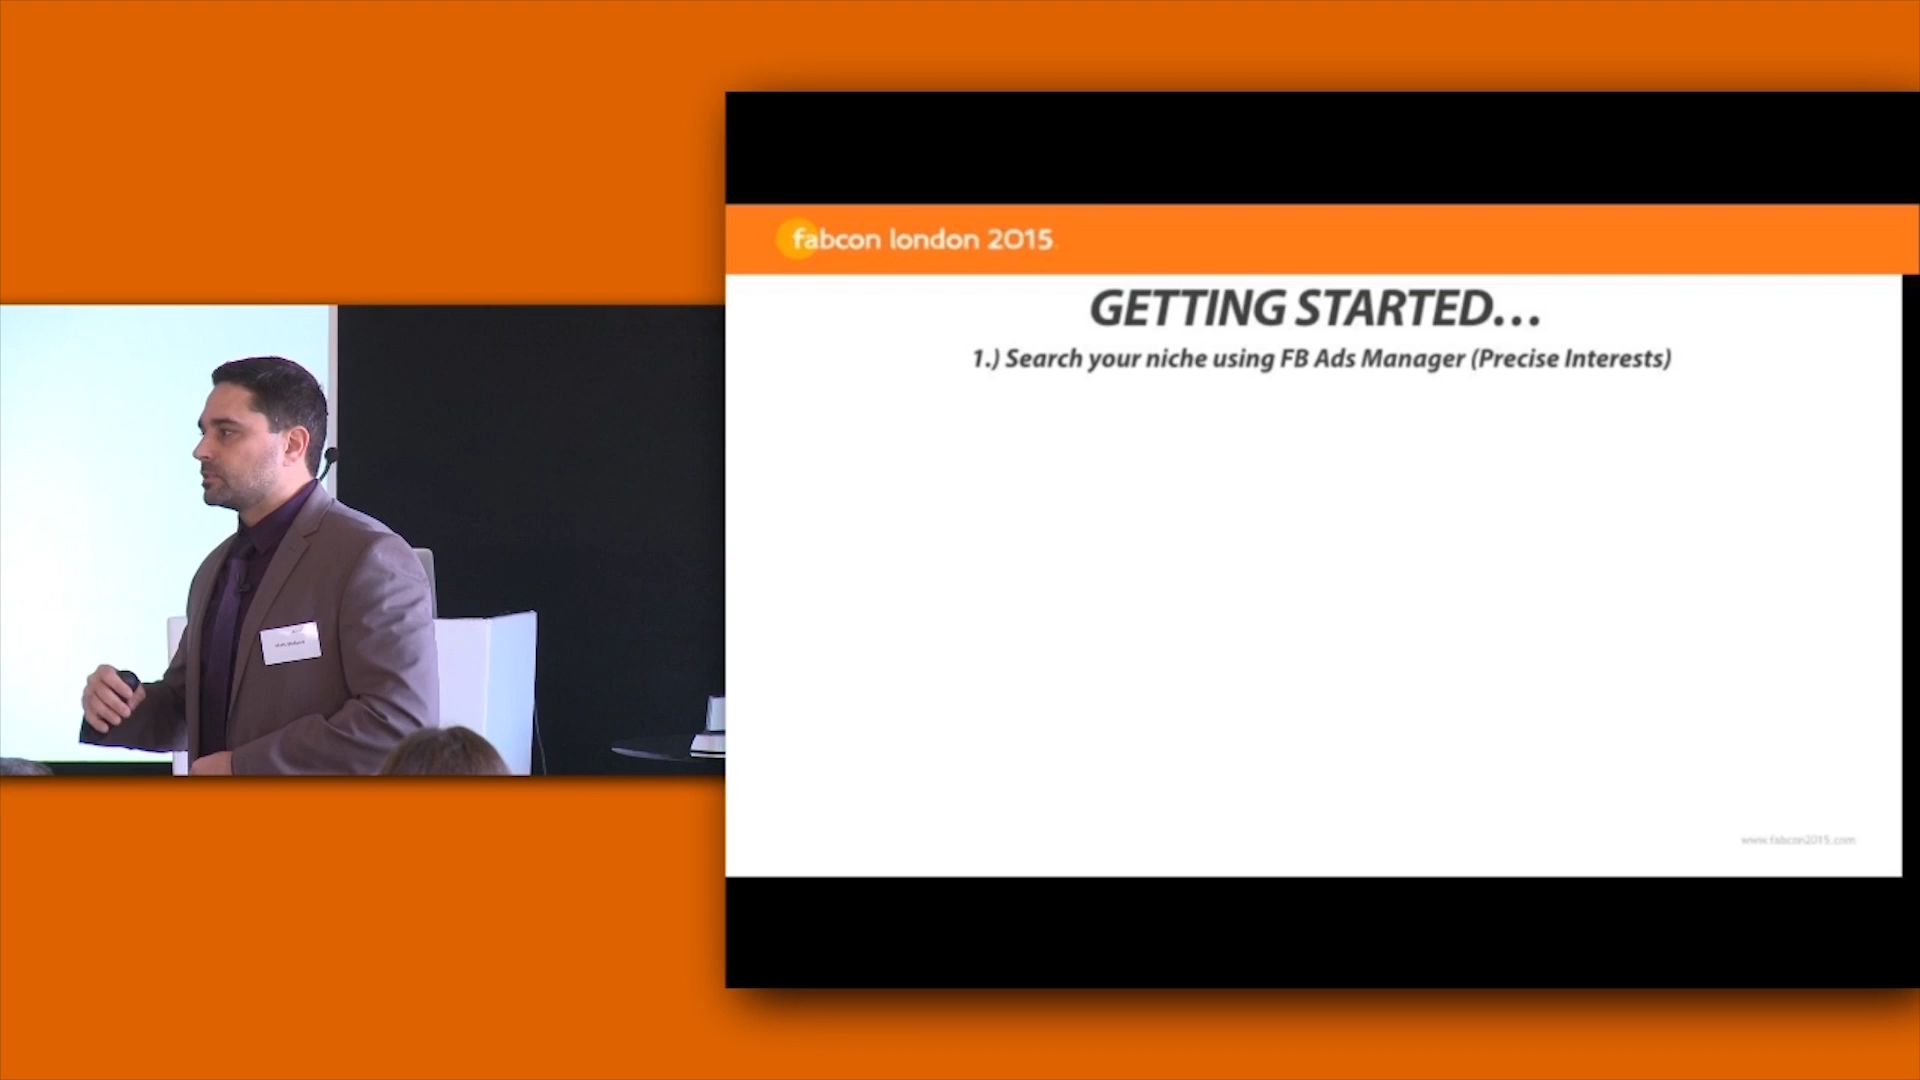 fabcon london 2015
GETTING STARTED...
1.) Search your niche using FB Ads Manager (Precise Interests)
www.fabcon2015.com